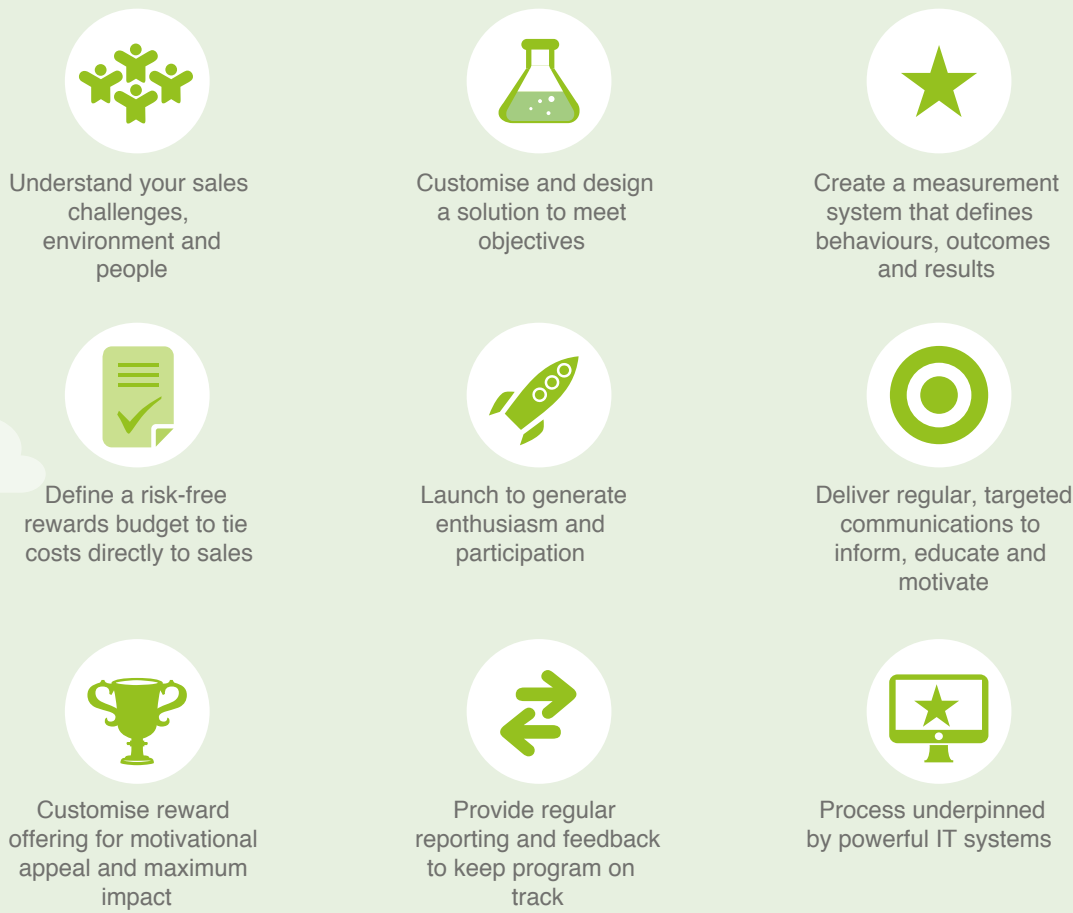 Understand your sales
challenges,
environment and
people
Customise and design
a solution to meet
objectives
Create a measurement
system that defines
behaviours, outcomes
and results
Define a risk-free
rewards budget to tie
costs directly to sales
Launch to generate
enthusiasm and
participation
Deliver regular, targeted
communications to
inform, educate and
motivate
Customise reward
offering for motivational
appeal and maximum
impact
Provide regular
reporting and feedback
to keep program on
track
Process underpinned
by powerful IT systems